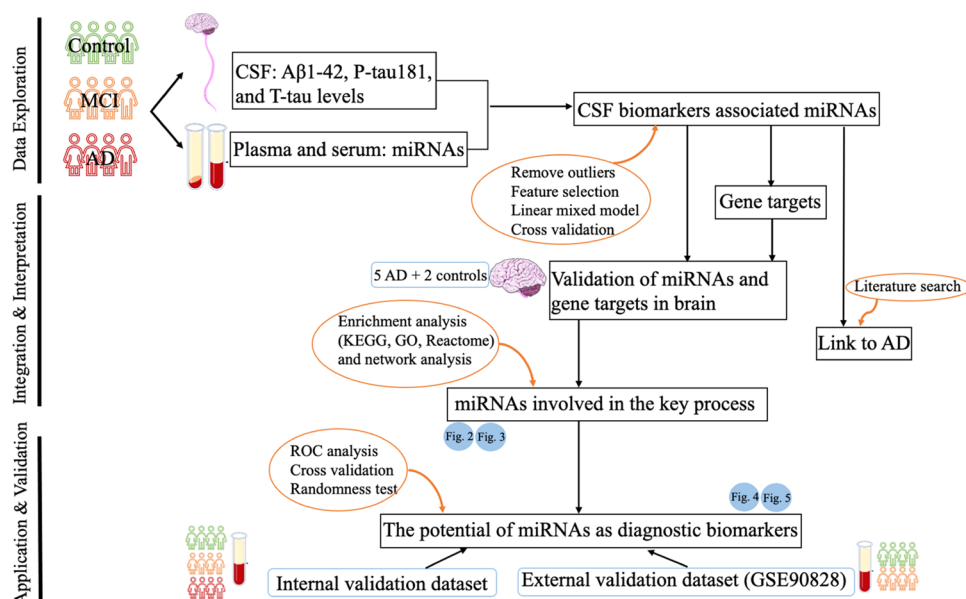 Data Exploration
Control
MCI
AD
CSF: Aβ1-42, P-tau181,
and T-tau levels
Plasma and serum: miRNAs
CSF biomarkers associated miRNAs
Remove outliers
Feature selection
Linear mixed model
Cross validation
Gene targets
Integration & Interpretation
5 AD + 2 controls
Validation of miRNAs and
gene targets in brain
Literature search
Link to AD
Enrichment analysis
(KEGG, GO, Reactome)
and network analysis
miRNAs involved in the key process
Fig. 2
Fig. 3
Application & Validation
ROC analysis
Cross validation
Randomness test
Fig. 4
Fig. 5
The potential of miRNAs as diagnostic biomarkers
Internal validation dataset
External validation dataset (GSE90828)